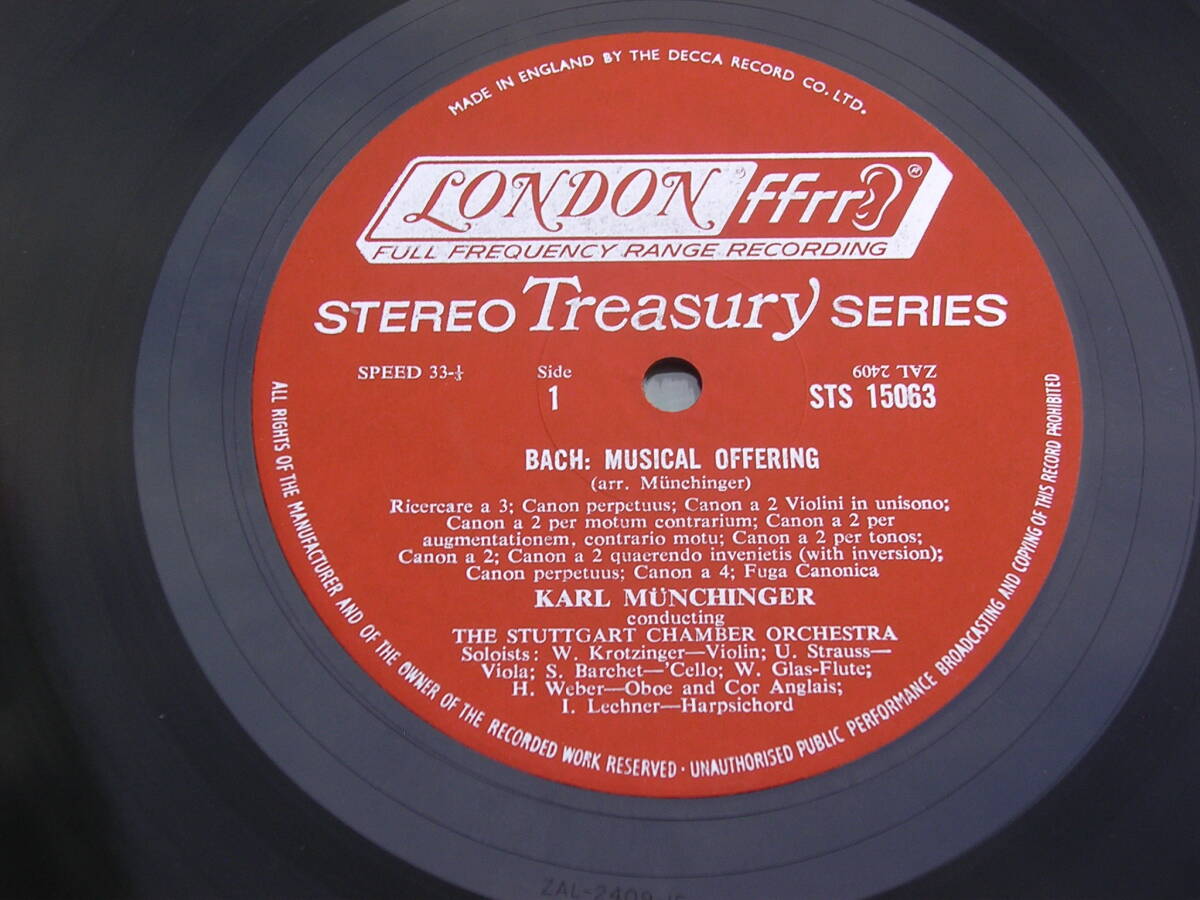 MADE IN ENGLAND BY THE DECCA RECORD CO. LTD.
LONDON ffrr
FULL FREQUENCY RANGE RECORDING
STEREO Treasury SERIES
SPEED 33-⅓
Side
1
ZAL 2409
STS 15063
BACH: MUSICAL OFFERING
(arr. Münchinger)
Ricercare a 3; Canon perpetuus; Canon a 2 Violini in unisono;
Canon a 2 per motum contrarium; Canon a 2 per
augmentationem, contrario motu; Canon a 2 per tonos;
Canon a 2; Canon a 2 quaerendo invenietis (with inversion);
Canon perpetuus; Canon a 4; Fuga Canonica
KARL MÜNCHINGER
conducting
THE STUTTGART CHAMBER ORCHESTRA
Soloists: W. Krotzinger—Violin; U. Strauss—
Viola; S. Barchet—'Cello; W. Glas-Flute;
H. Weber—Oboe and Cor Anglais;
I. Lechner—Harpsichord
ALL RIGHTS OF THE MANUFACTURER AND OF THE OWNER OF THE RECORDED WORK RESERVED · UNAUTHORISED PUBLIC PERFORMANCE BROADCASTING AND COPYING OF THIS RECORD PROHIBITED